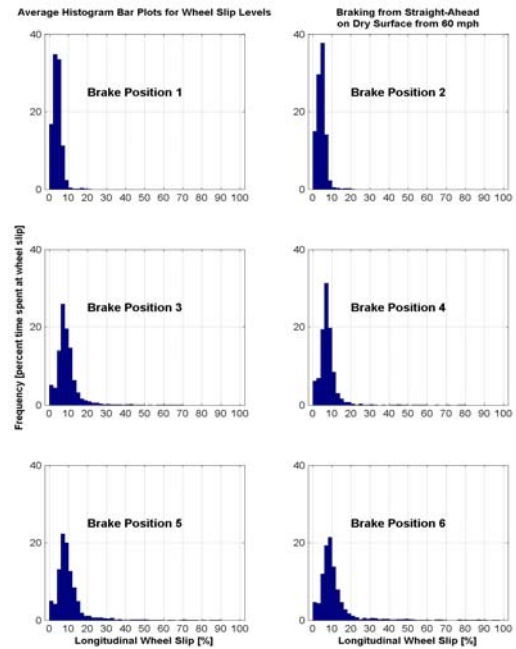 Average Histogram Bar Plots for Wheel Slip Levels
Braking from Straight-Ahead
on Dry Surface from 60 mph
Frequency [percent time spent at wheel slip]
40
20
0
Brake Position 1
0 10 20 30 40 50 60 70 80 90 100
40
20
0
Brake Position 2
0 10 20 30 40 50 60 70 80 90 100
40
20
0
Brake Position 3
0 10 20 30 40 50 60 70 80 90 100
40
20
0
Brake Position 4
0 10 20 30 40 50 60 70 80 90 100
40
20
0
Brake Position 5
0 10 20 30 40 50 60 70 80 90 100
Longitudinal Wheel Slip [%]
40
20
0
Brake Position 6
0 10 20 30 40 50 60 70 80 90 100
Longitudinal Wheel Slip [%]